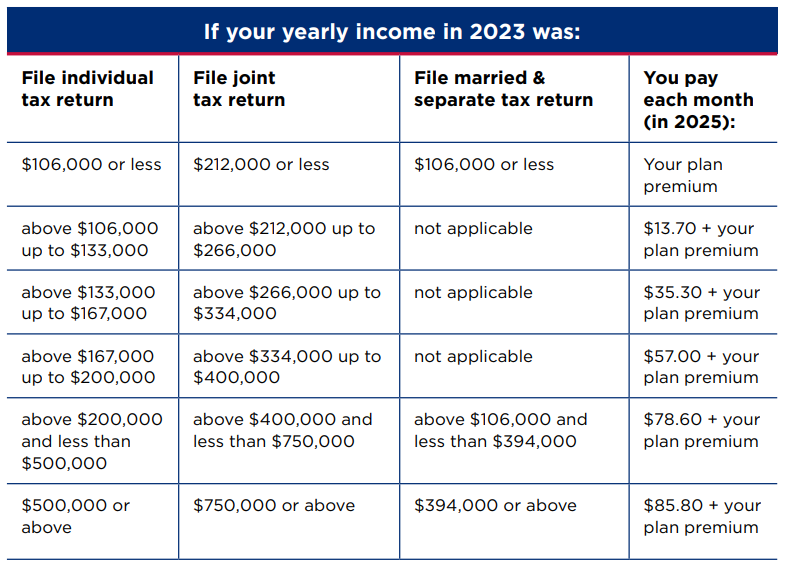 If your yearly income in 2023 was:
File individual
tax return
File joint
tax return
File married &
separate tax return
You pay
each month
(in 2025):
$106,000 or less
$212,000 or less
$106,000 or less
Your plan
premium
above $106,000
up to $133,000
above $212,000 up to
$266,000
not applicable
$13.70 + your
plan premium
above $133,000
up to $167,000
above $266,000 up to
$334,000
not applicable
$35.30 + your
plan premium
above $167,000
up to $200,000
above $334,000 up to
$400,000
not applicable
$57.00 + your
plan premium
above $200,000
and less than
$500,000
above $400,000 and
less than $750,000
above $106,000 and
less than $394,000
$78.60 + your
plan premium
$500,000 or
above
$750,000 or above
$394,000 or above
$85.80 + your
plan premium